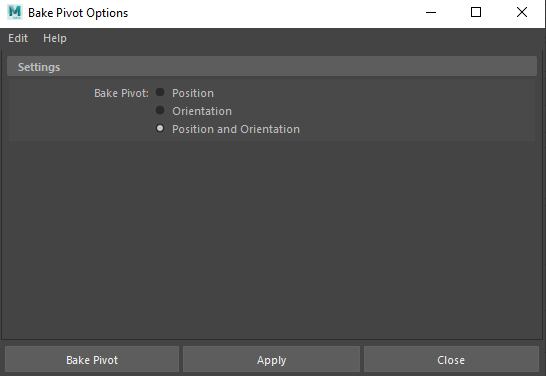 Bake Pivot Options
Edit Help
Settings
Bake Pivot: Position
Orientation
Position and Orientation
Bake Pivot Apply Close